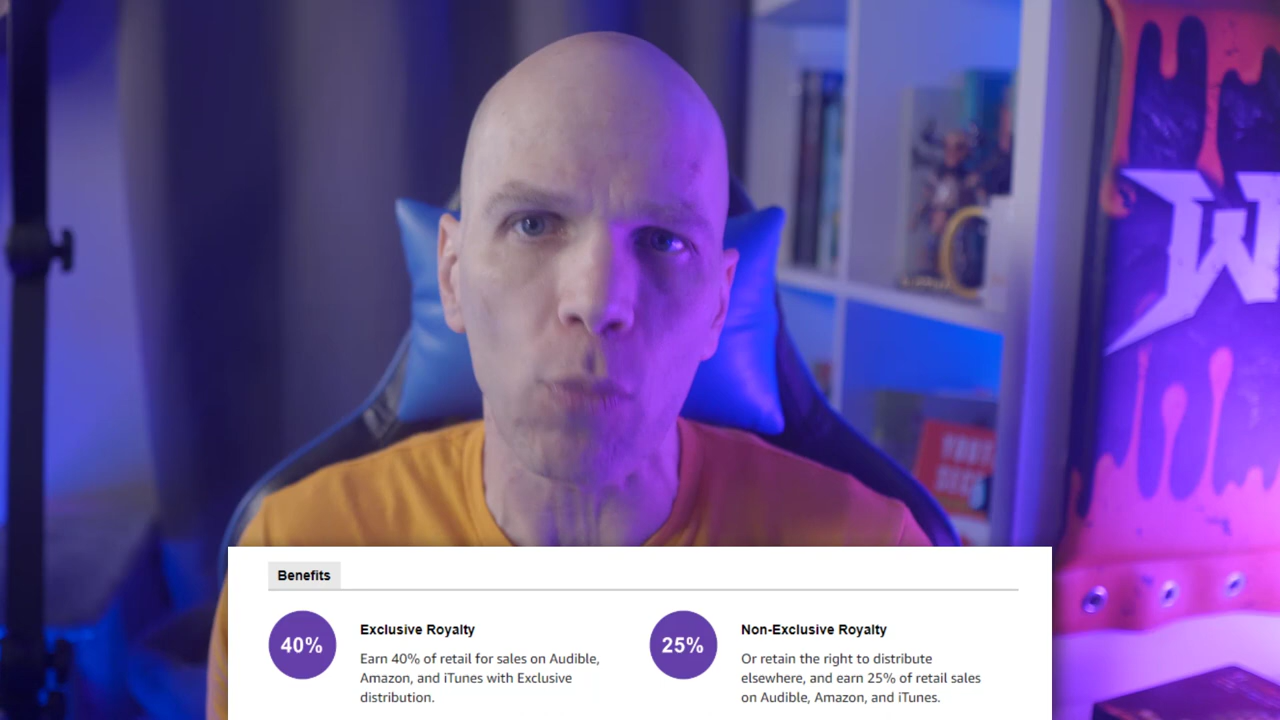 Benefits
40%
Exclusive Royalty
Earn 40% of retail for sales on Audible,
Amazon, and iTunes with Exclusive
distribution.
25%
Non-Exclusive Royalty
Or retain the right to distribute
elsewhere, and earn 25% of retail sales
on Audible, Amazon, and iTunes.